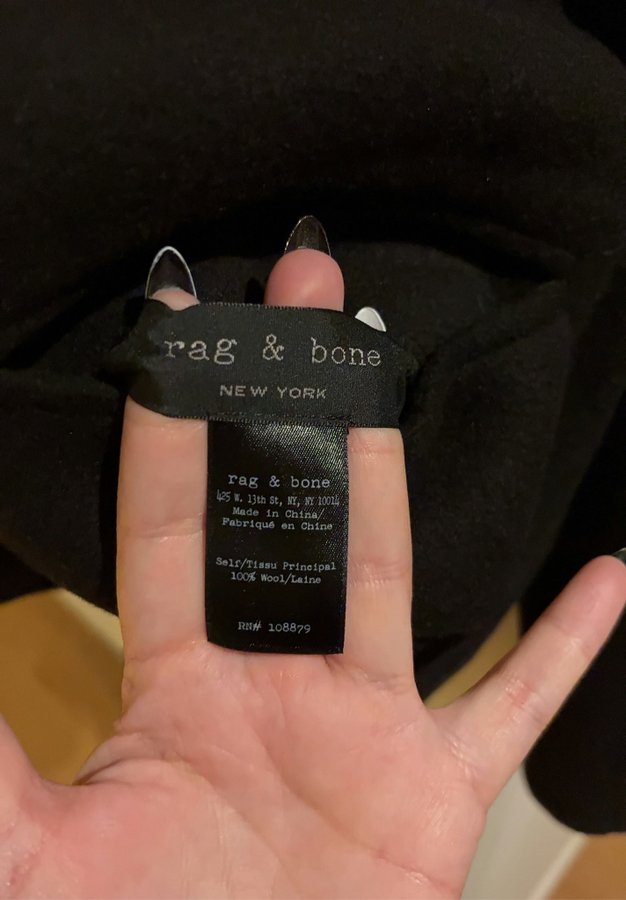 rag & bone
NEW YORK
rag & bone
425 W. 13th St, NY, NY 10014
Made in China/
Fabriqué en Chine
Self/Tissu Principal
100% Wool/Laine
RN# 108879